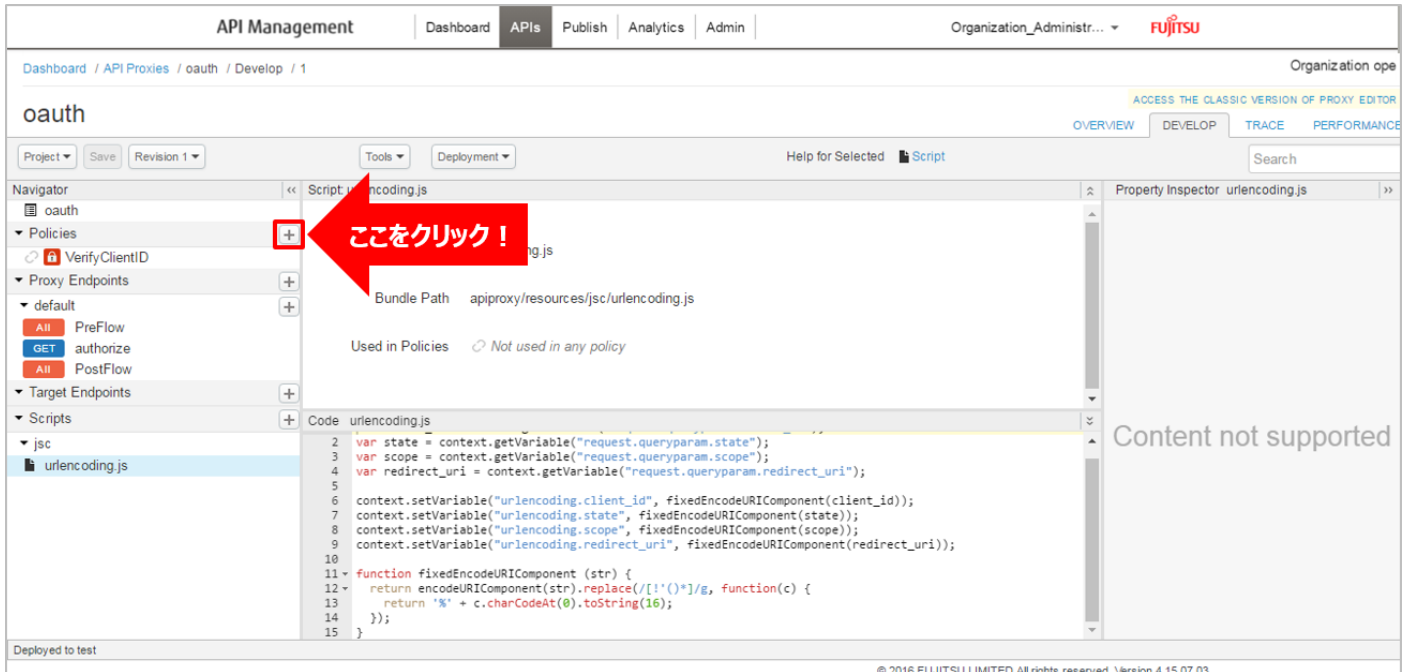 API Management
Dashboard APIs Publish Analytics Admin
Organization_Administr...
FUJITSU
Dashboard / API Proxies / oauth / Develop / 1
Organization ope
ACCESS THE CLASSIC VERSION OF PROXY EDITOR
oauth
OVERVIEW DEVELOP TRACE PERFORMANCE
Project Save Revision 1 Tools Deployment
Help for Selected Script
Search
Navigator
oauth
Policies
VerifyClientID
Proxy Endpoints
default
All PreFlow
GET authorize
All PostFlow
Target Endpoints
Scripts
jsc
urlencoding.js
Script: urlencoding.js
ここをクリック！
ng.js
Bundle Path apiproxy/resources/jsc/urlencoding.js
Used in Policies Not used in any policy
Code urlencoding.js
2 var state = context.getVariable("request.queryparam.state");
3 var scope = context.getVariable("request.queryparam.scope");
4 var redirect_uri = context.getVariable("request.queryparam.redirect_uri");
5
6 context.setVariable("urlencoding.client_id", fixedEncodeURIComponent(client_id));
7 context.setVariable("urlencoding.state", fixedEncodeURIComponent(state));
8 context.setVariable("urlencoding.scope", fixedEncodeURIComponent(scope));
9 context.setVariable("urlencoding.redirect_uri", fixedEncodeURIComponent(redirect_uri));
10
11 function fixedEncodeURIComponent (str) {
12 return encodeURIComponent(str).replace(/[!'()*]/g, function(c) {
13 return '%' + c.charCodeAt(0).toString(16);
14 });
15 }
Property Inspector urlencoding.js
Content not supported
Deployed to test
© 2016 FUJITSU LIMITED All rights reserved. Version 4.15.07.03